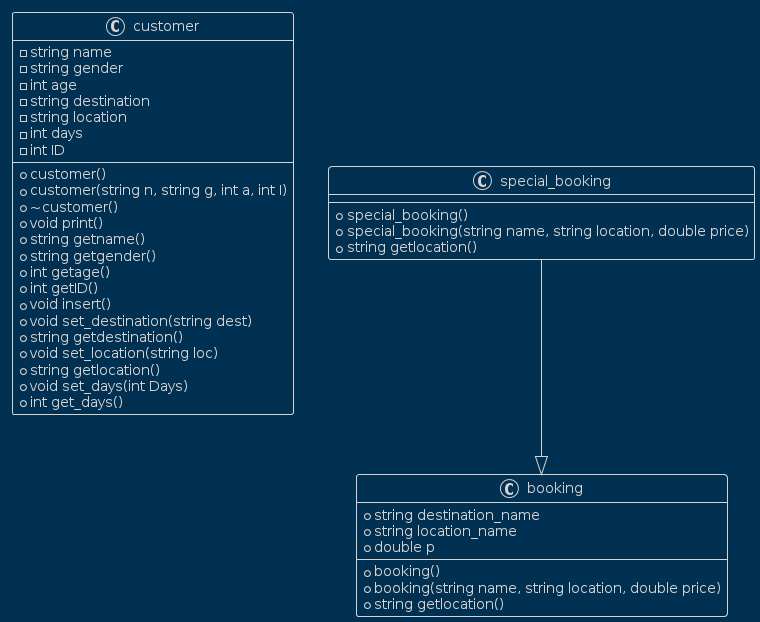 C customer
string name
string gender
int age
string destination
string location
int days
int ID
customer()
customer(string n, string g, int a, int I)
~customer()
void print()
string getname()
string getgender()
int getage()
int getID()
void insert()
void set_destination(string dest)
string getdestination()
void set_location(string loc)
string getlocation()
void set_days(int Days)
int get_days()
C special_booking
special_booking()
special_booking(string name, string location, double price)
string getlocation()
C booking
string destination_name
string location_name
double p
booking()
booking(string name, string location, double price)
string getlocation()